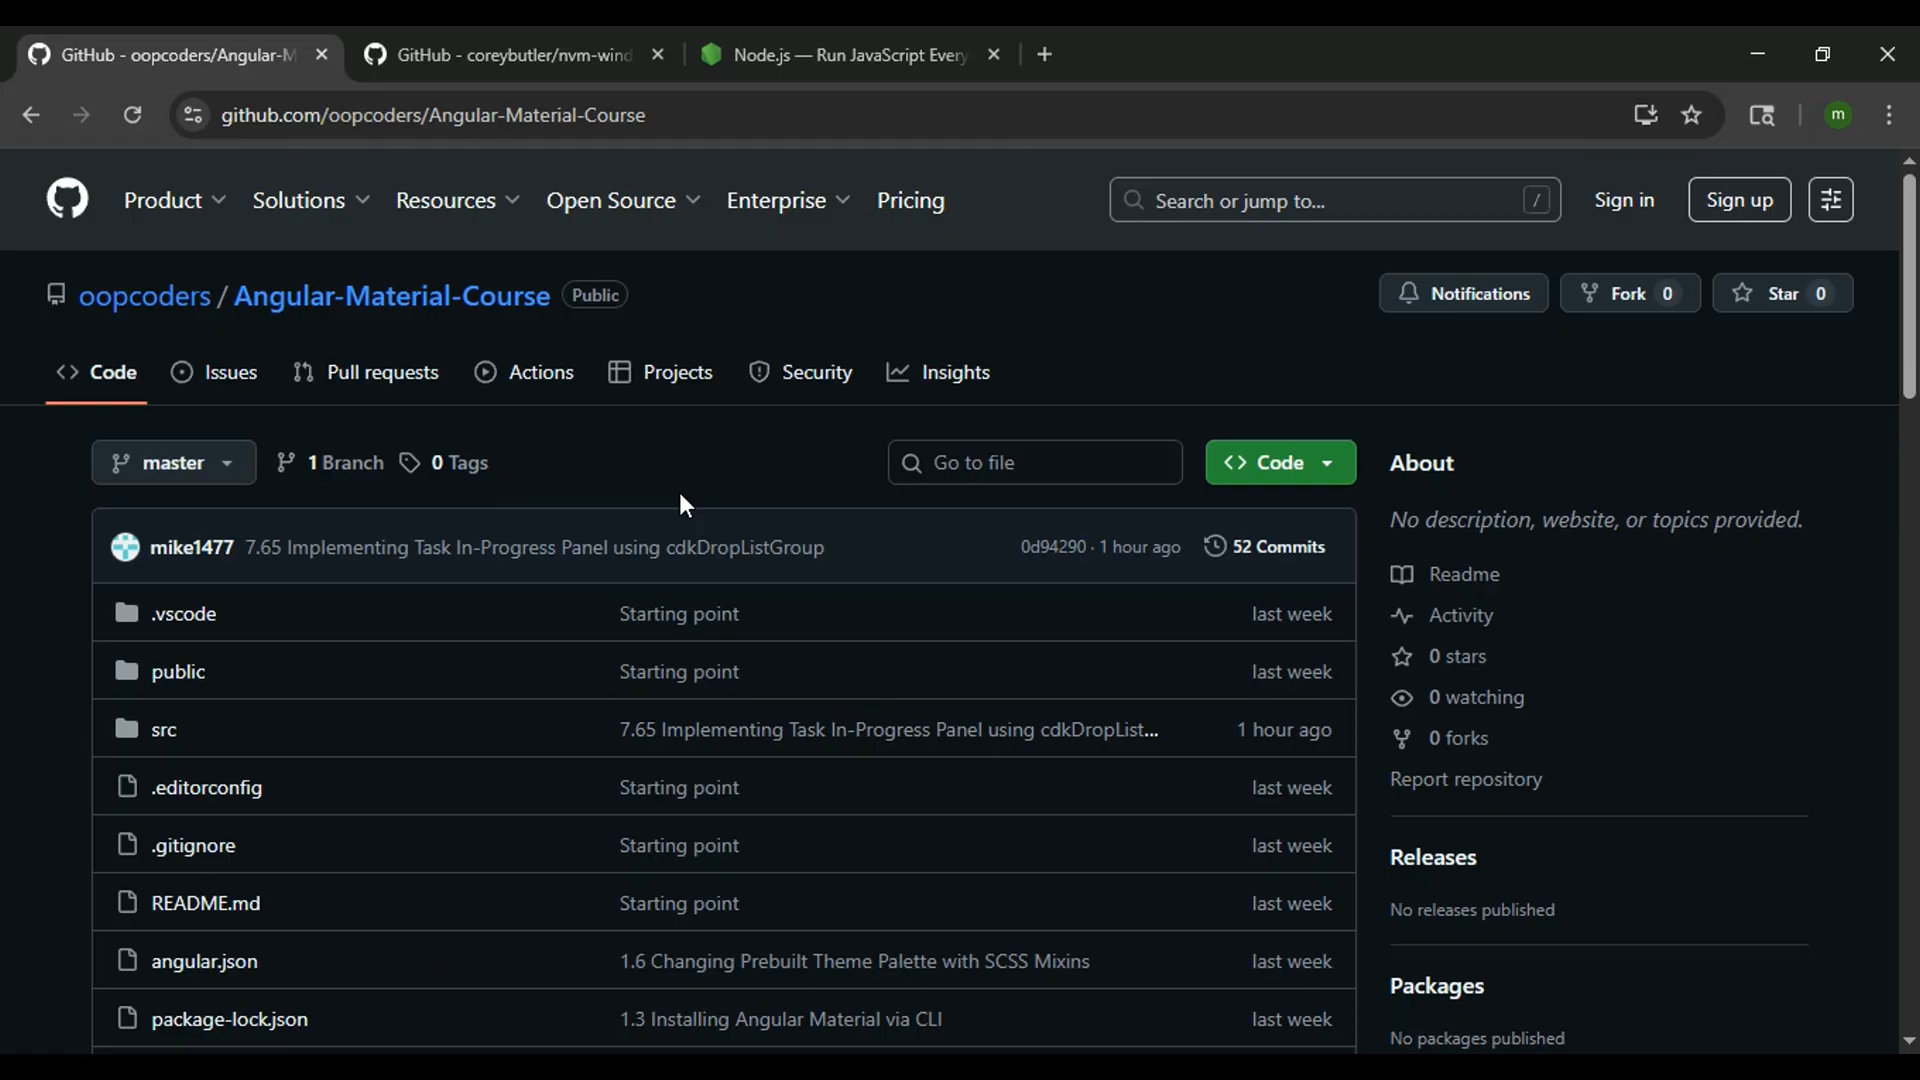 GitHub - oopcoders/Angular-M
GitHub - coreybutler/nvm-wind
Node.js — Run JavaScript Every
github.com/oopcoders/Angular-Material-Course
m
Product Solutions Resources Open Source Enterprise Pricing
Search or jump to... /
Sign in
Sign up
oopcoders / Angular-Material-Course Public
Notifications
Fork 0
Star 0
Code Issues Pull requests Actions Projects Security Insights
master
1 Branch
0 Tags
Go to file
Code
mike1477 7.65 Implementing Task In-Progress Panel using cdkDropListGroup 0d94290 · 1 hour ago 52 Commits
.vscode Starting point last week
public Starting point last week
src 7.65 Implementing Task In-Progress Panel using cdkDropList... 1 hour ago
.editorconfig Starting point last week
.gitignore Starting point last week
README.md Starting point last week
angular.json 1.6 Changing Prebuilt Theme Palette with SCSS Mixins last week
package-lock.json 1.3 Installing Angular Material via CLI last week
About
No description, website, or topics provided.
Readme
Activity
0 stars
0 watching
0 forks
Report repository
Releases
No releases published
Packages
No packages published